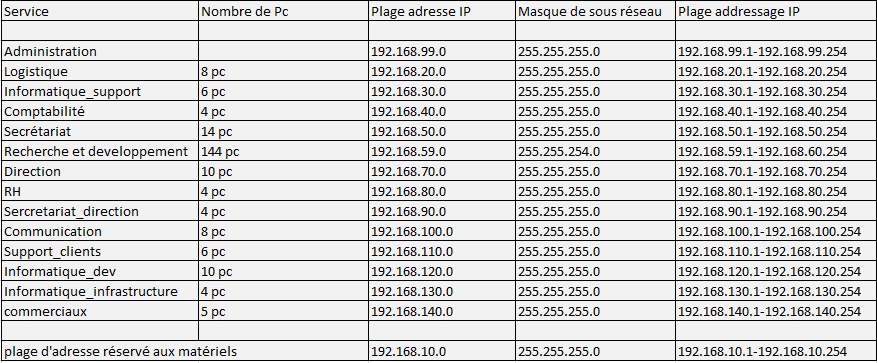 Service Nombre de Pc Plage adresse IP Masque de sous réseau Plage addressage IP
Administration 192.168.99.0 255.255.255.0 192.168.99.1-192.168.99.254
Logistique 8 pc 192.168.20.0 255.255.255.0 192.168.20.1-192.168.20.254
Informatique_support 6 pc 192.168.30.0 255.255.255.0 192.168.30.1-192.168.30.254
Comptabilité 4 pc 192.168.40.0 255.255.255.0 192.168.40.1-192.168.40.254
Secrétariat 14 pc 192.168.50.0 255.255.255.0 192.168.50.1-192.168.50.254
Recherche et developpement 144 pc 192.168.59.0 255.255.254.0 192.168.59.1-192.168.60.254
Direction 10 pc 192.168.70.0 255.255.255.0 192.168.70.1-192.168.70.254
RH 4 pc 192.168.80.0 255.255.255.0 192.168.80.1-192.168.80.254
Sercretariat_direction 4 pc 192.168.90.0 255.255.255.0 192.168.90.1-192.168.90.254
Communication 8 pc 192.168.100.0 255.255.255.0 192.168.100.1-192.168.100.254
Support_clients 6 pc 192.168.110.0 255.255.255.0 192.168.110.1-192.168.110.254
Informatique_dev 10 pc 192.168.120.0 255.255.255.0 192.168.120.1-192.168.120.254
Informatique_infrastructure 4 pc 192.168.130.0 255.255.255.0 192.168.130.1-192.168.130.254
commerciaux 5 pc 192.168.140.0 255.255.255.0 192.168.140.1-192.168.140.254
plage d'adresse réservé aux matériels 192.168.10.0 255.255.255.0 192.168.10.1-192.168.10.254